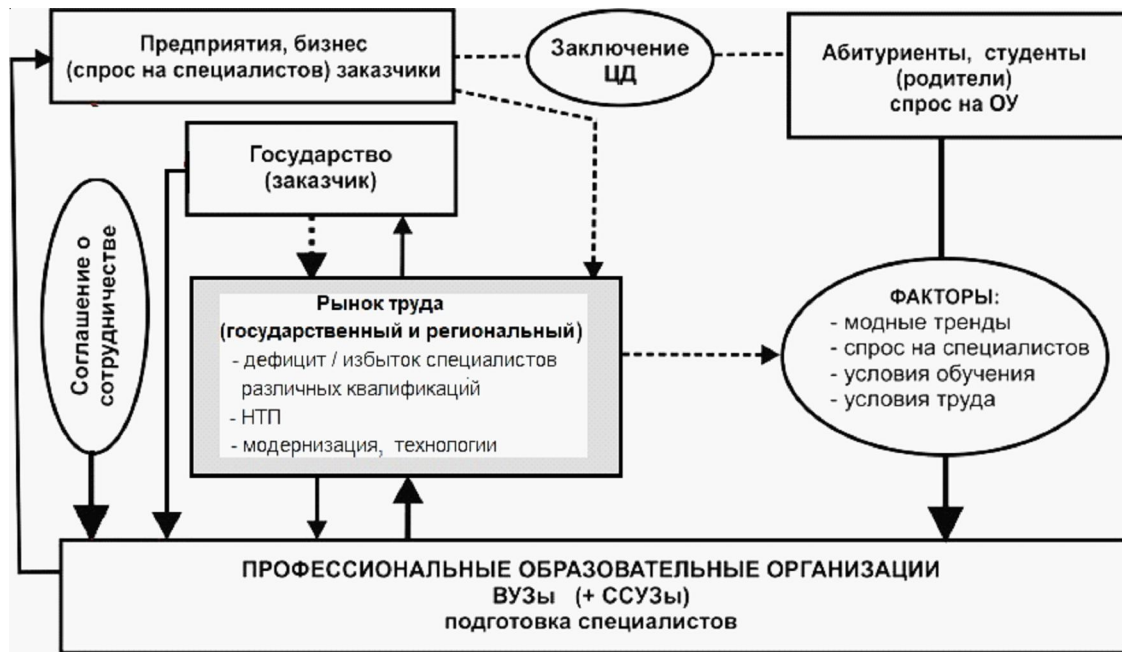 Предприятия, бизнес
(спрос на специалистов) заказчики
Заключение
ЦД
Абитуриенты, студенты
(родители)
спрос на ОУ
Государство
(заказчик)
Соглашение о
сотрудничестве
Рынок труда
(государственный и региональный)
- дефицит / избыток специалистов
различных квалификаций
- НТП
- модернизация, технологии
ФАКТОРЫ:
- модные тренды
- спрос на специалистов
- условия обучения
- условия труда
ПРОФЕССИОНАЛЬНЫЕ ОБРАЗОВАТЕЛЬНЫЕ ОРГАНИЗАЦИИ
ВУЗы (+ ССУЗы)
подготовка специалистов